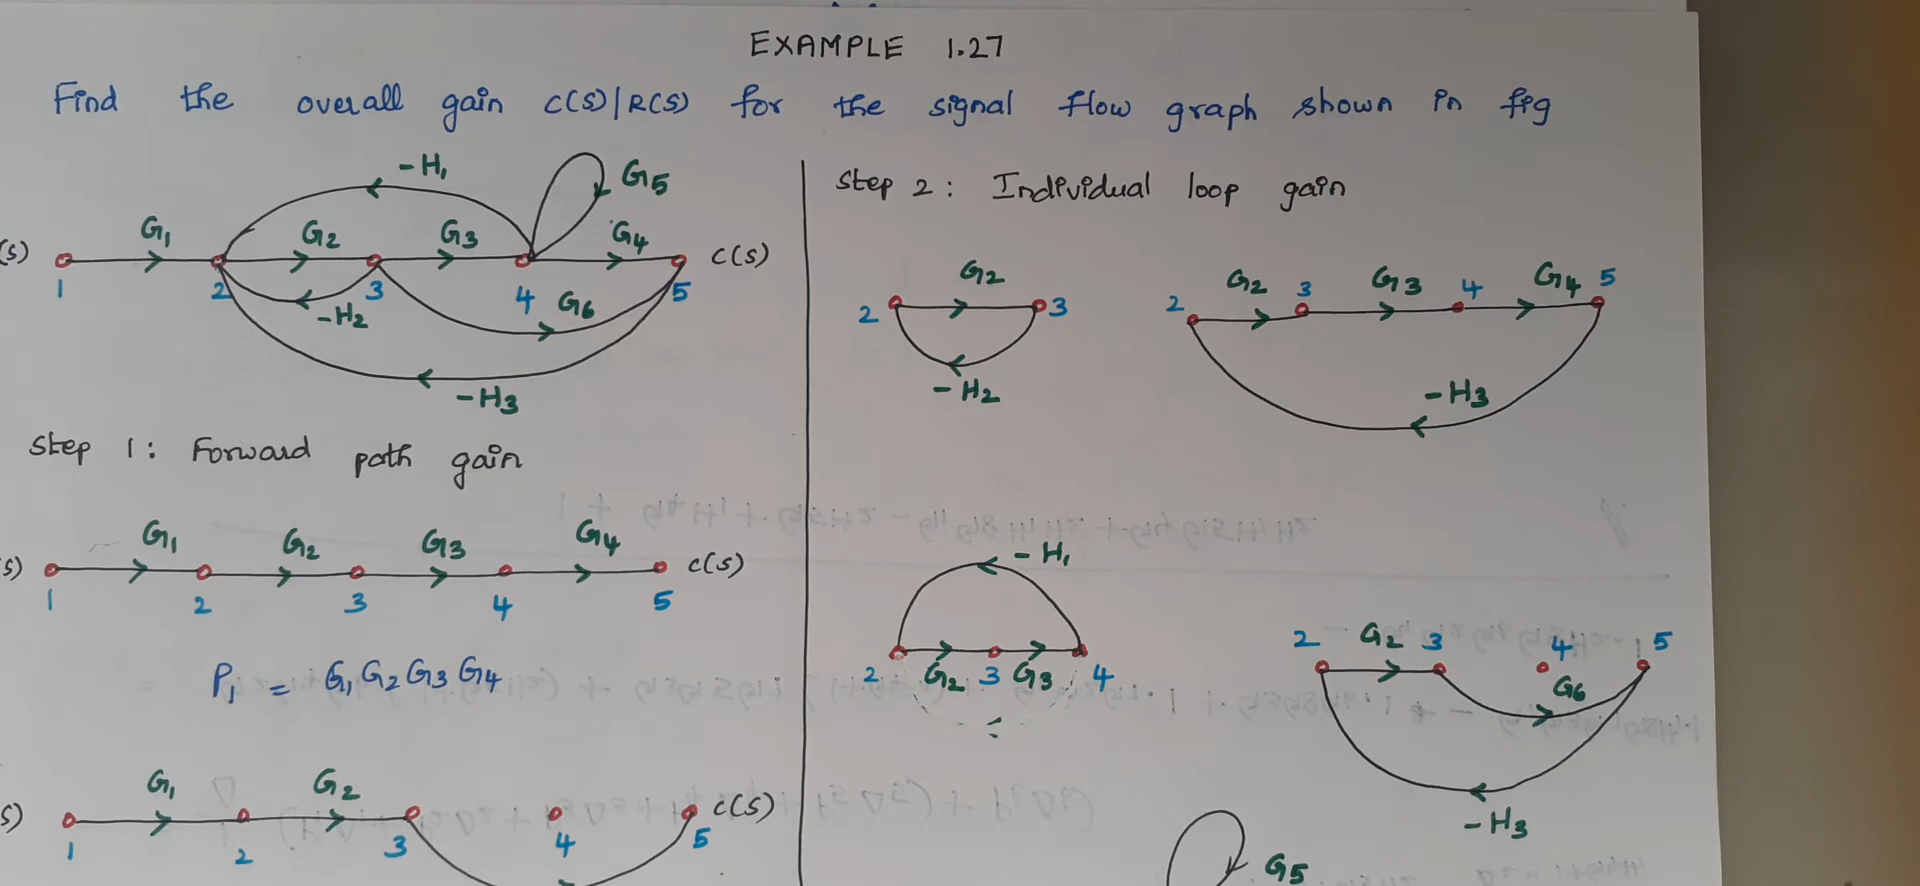 EXAMPLE 1.27
Find the overall gain C(S)|R(S) for the signal flow graph shown in fig
-H₁
G₅
G₁ G₂ G₃ G₄
(S) C(S)
1 2 3 4 5
-H₂ G₆
-H₃
Step 1: Forward path gain
G₁ G₂ G₃ G₄
S) C(S)
1 2 3 4 5
P₁ = G₁G₂G₃G₄
G₁ G₂
S) C(S)
1 2 3 4 5
Step 2: Individual loop gain
G₂
2 3
-H₂
G₂ 3 G₃ 4 G₄ 5
2
-H₃
-H₁
2 G₂ 3 G₃ 4
2 G₂ 3 4 5
G₆
-H₃
G₅